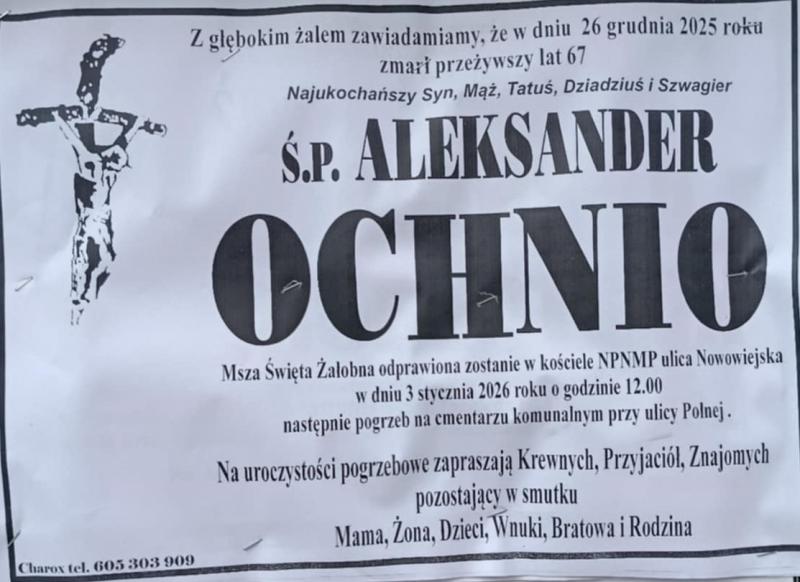 Z głębokim żalem zawiadamiamy, że w dniu 26 grudnia 2025 roku
zmarł przeżywszy lat 67
Najukochańszy Syn, Mąż, Tatuś, Dziadziuś i Szwagier
Ś.P. ALEKSANDER
OCHNIO
Msza Święta Żałobna odprawiona zostanie w kościele NPNMP ulica Nowowiejska
w dniu 3 stycznia 2026 roku o godzinie 12.00
następnie pogrzeb na cmentarzu komunalnym przy ulicy Polnej .
Na uroczystości pogrzebowe zapraszają Krewnych, Przyjaciół, Znajomych
pozostający w smutku
Mama, Żona, Dzieci, Wnuki, Bratowa i Rodzina
Charox tel. 605 303 909